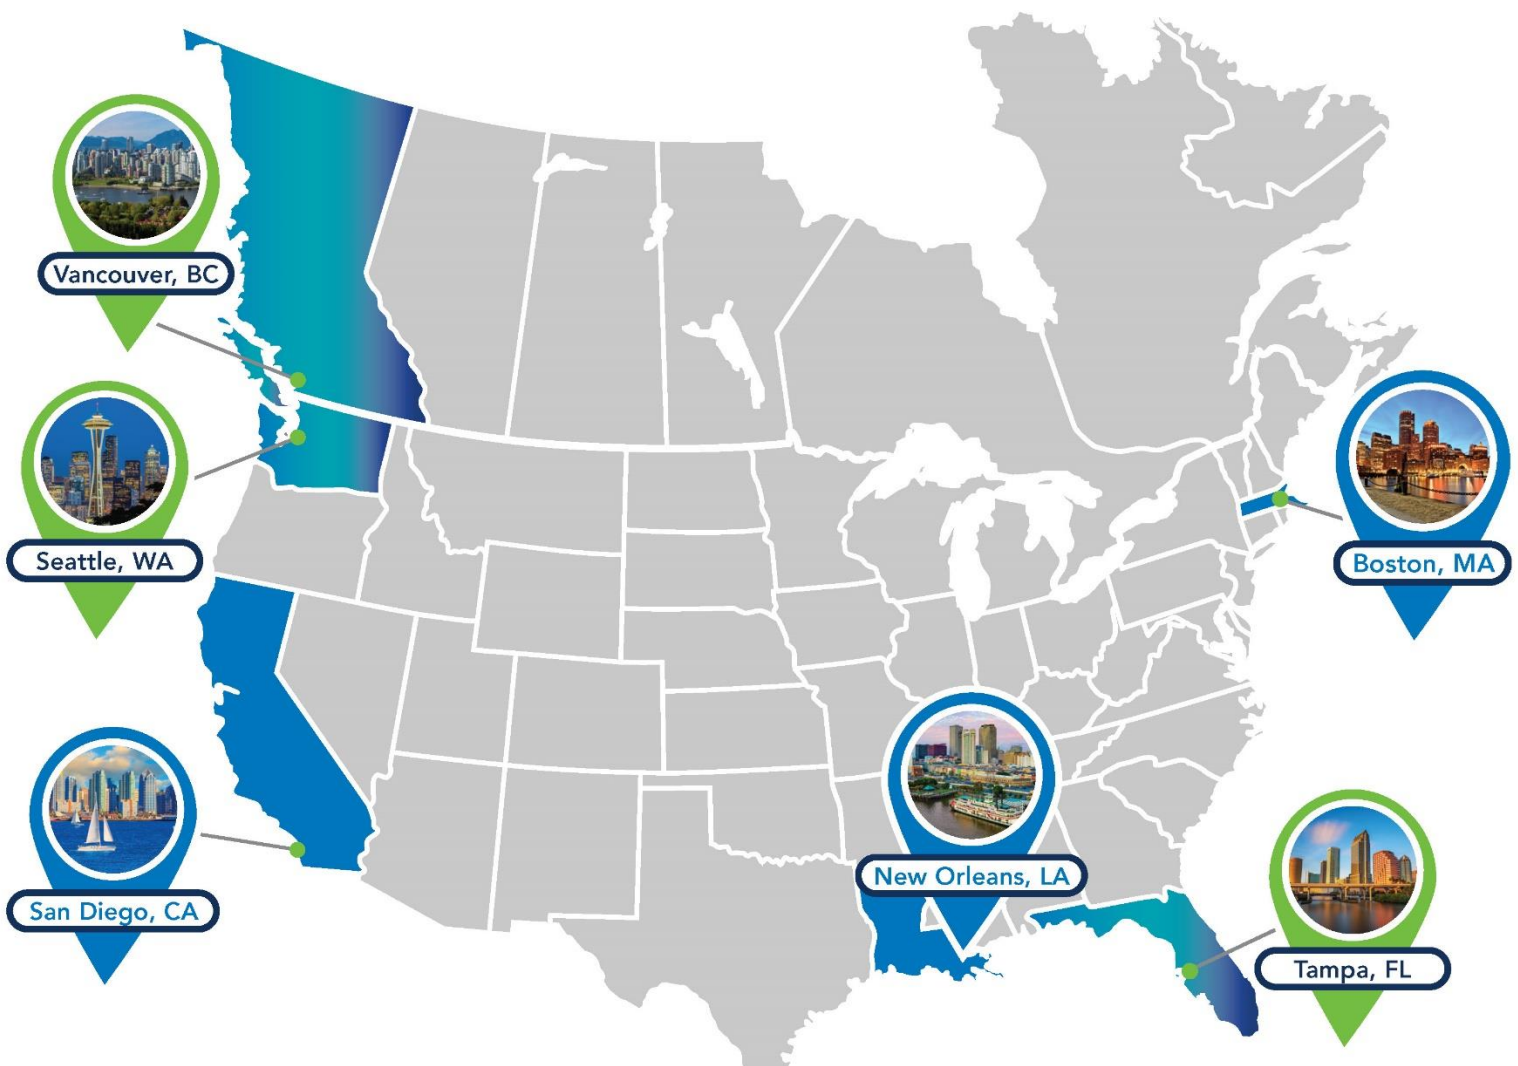 Vancouver, BC
Seattle, WA
Boston, MA
San Diego, CA
New Orleans, LA
Tampa, FL